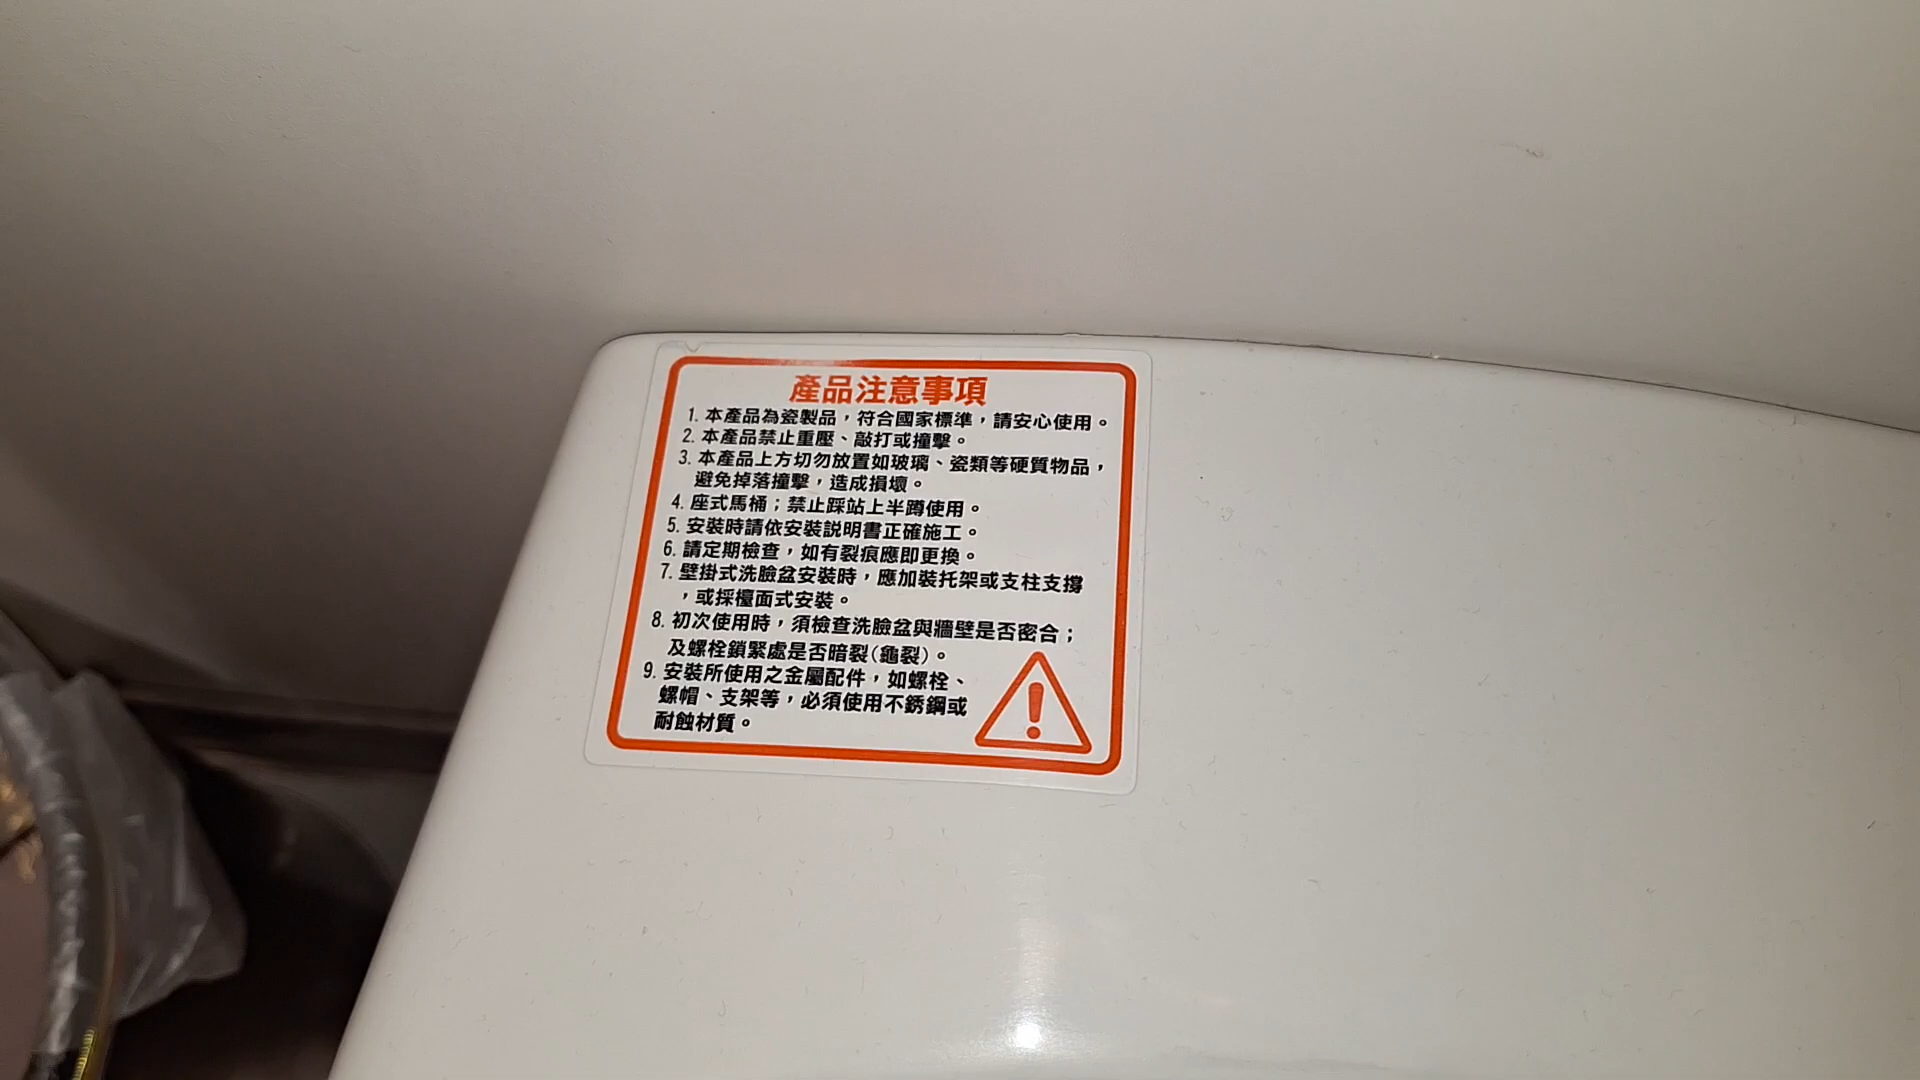 產品注意事項
1. 本產品為瓷製品，符合國家標準，請安心使用。
2. 本產品禁止重壓、敲打或撞擊。
3. 本產品上方切勿放置如玻璃、瓷類等硬質物品，
避免掉落撞擊，造成損壞。
4. 座式馬桶；禁止踩站上半蹲使用。
5. 安裝時請依安裝説明書正確施工。
6. 請定期檢查，如有裂痕應即更換。
7. 壁掛式洗臉盆安裝時，應加裝托架或支柱支撐
，或採檯面式安裝。
8. 初次使用時，須檢查洗臉盆與牆壁是否密合；
及螺栓鎖緊處是否暗裂(龜裂)。
9. 安裝所使用之金屬配件，如螺栓、
螺帽、支架等，必須使用不銹鋼或
耐蝕材質。